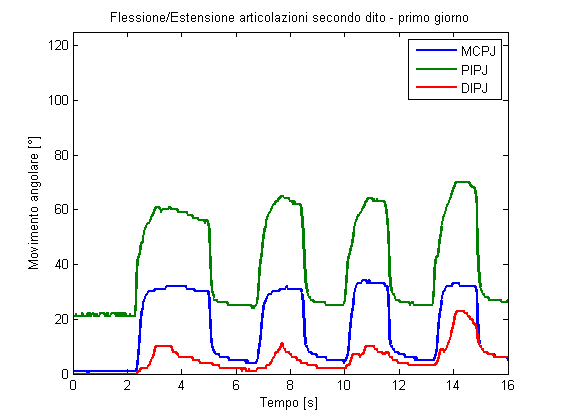 Flessione/Estensione articolazioni secondo dito - primo giorno
MCPJ
PIPJ
DIPJ
Movimento angolare [°]
120
100
80
60
40
20
0
0 2 4 6 8 10 12 14 16
Tempo [s]